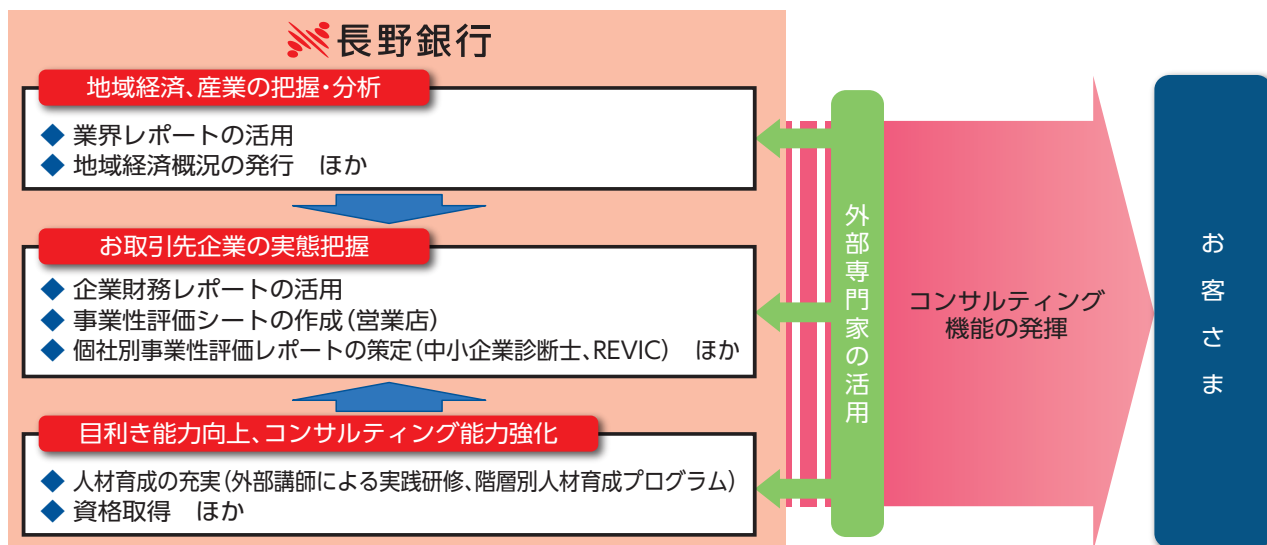 長野銀行
地域経済、産業の把握・分析
◆ 業界レポートの活用
◆ 地域経済概況の発行　ほか
お取引先企業の実態把握
◆ 企業財務レポートの活用
◆ 事業性評価シートの作成(営業店)
◆ 個社別事業性評価レポートの策定(中小企業診断士、REVIC)　ほか
目利き能力向上、コンサルティング能力強化
◆ 人材育成の充実(外部講師による実践研修、階層別人材育成プログラム)
◆ 資格取得　ほか
外部専門家の活用
コンサルティング
機能の発揮
お客さま